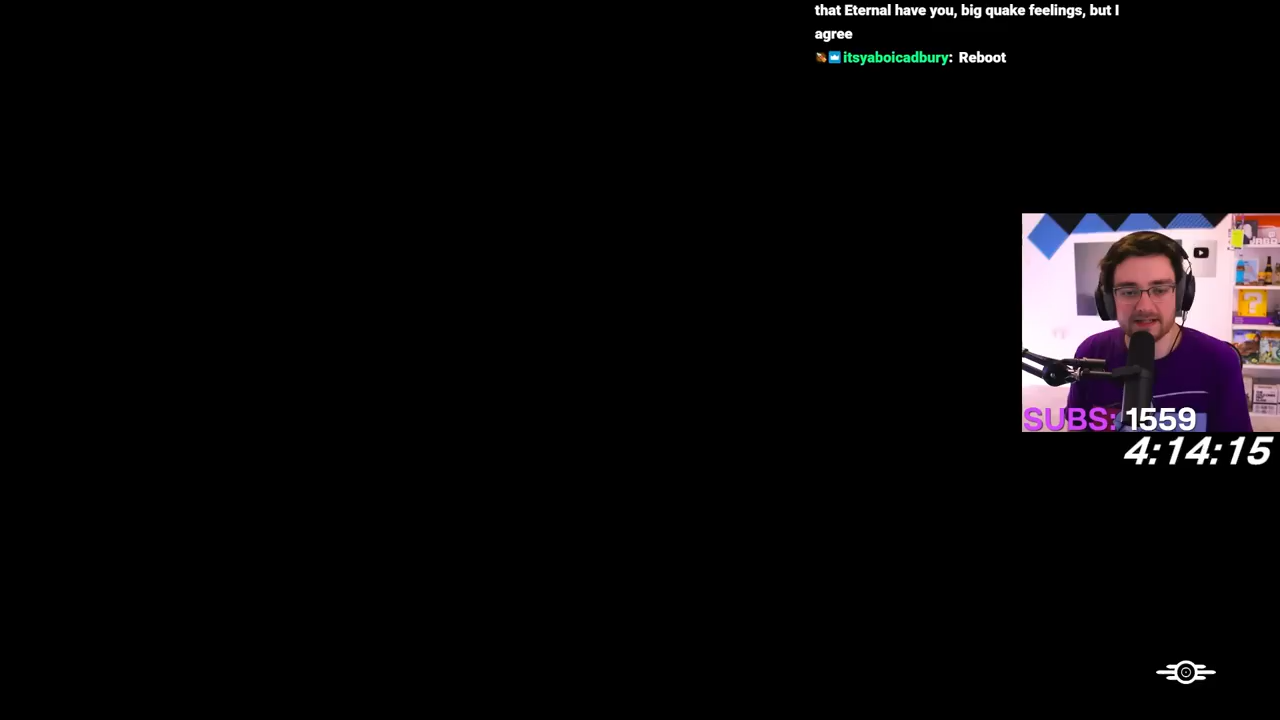 that Eternal have you, big quake feelings, but I
agree
itsyaboicadbury: Reboot
SUBS: 1559
4:14:15